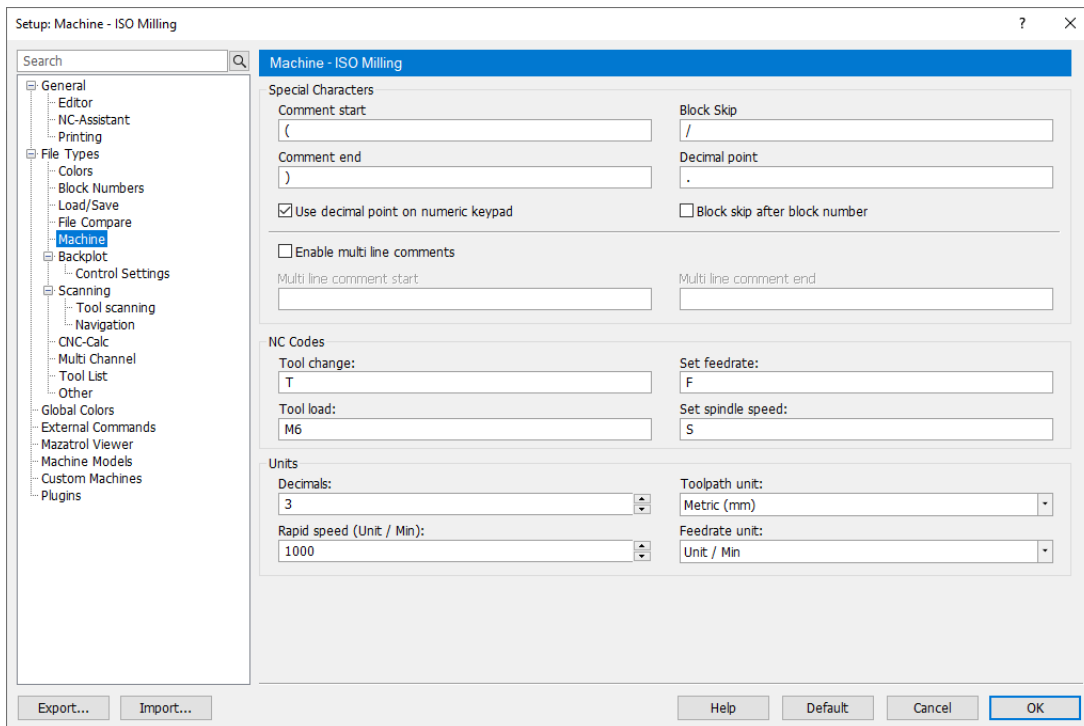 Setup: Machine - ISO Milling ?
Search
General
Editor
NC-Assistant
Printing
File Types
Colors
Block Numbers
Load/Save
File Compare
Machine
Backplot
Control Settings
Scanning
Tool scanning
Navigation
CNC-Calc
Multi Channel
Tool List
Other
Global Colors
External Commands
Mazatrol Viewer
Machine Models
Custom Machines
Plugins
Machine - ISO Milling
Special Characters
Comment start Block Skip
( /
Comment end Decimal point
) .
Use decimal point on numeric keypad Block skip after block number
Enable multi line comments
Multi line comment start Multi line comment end
NC Codes
Tool change: Set feedrate:
T F
Tool load: Set spindle speed:
M6 S
Units
Decimals: Toolpath unit:
3 Metric (mm)
Rapid speed (Unit / Min): Feedrate unit:
1000 Unit / Min
Export... Import... Help Default Cancel OK